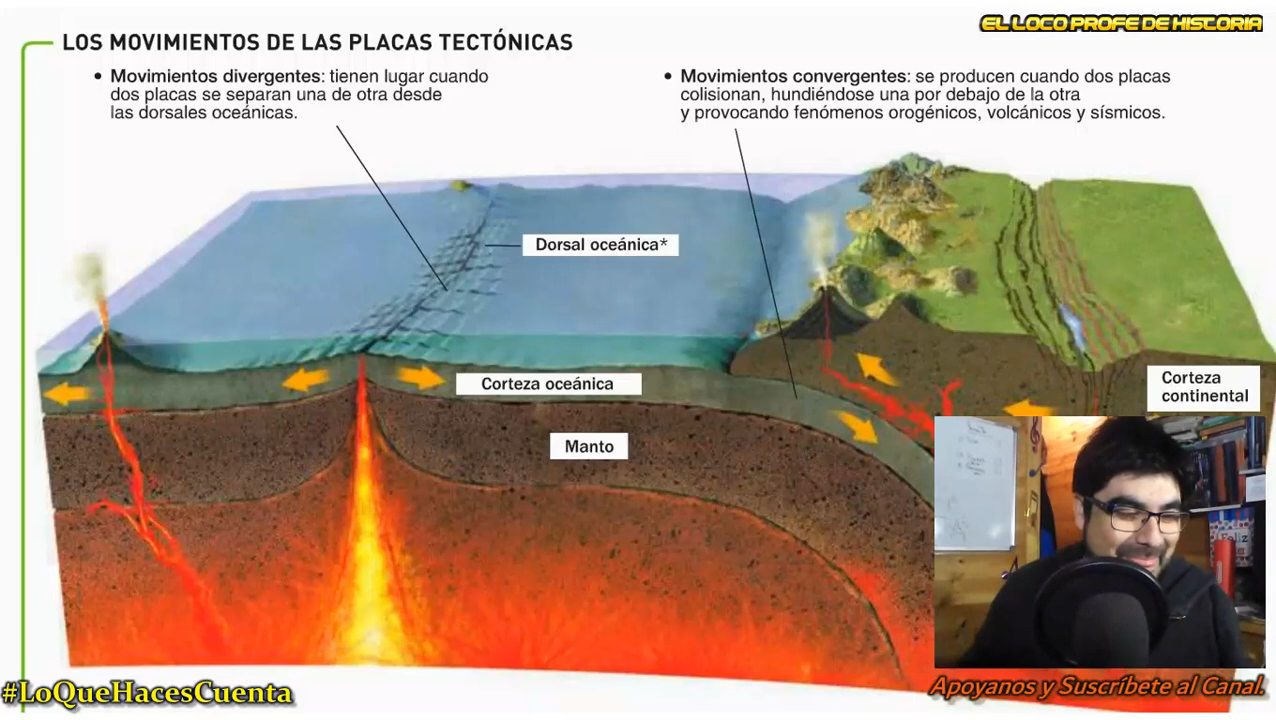 EL LOCO PROFE DE HISTORIA
LOS MOVIMIENTOS DE LAS PLACAS TECTÓNICAS
• Movimientos divergentes: tienen lugar cuando
dos placas se separan una de otra desde
las dorsales oceánicas.
• Movimientos convergentes: se producen cuando dos placas
colisionan, hundiéndose una por debajo de la otra
y provocando fenómenos orogénicos, volcánicos y sísmicos.
Dorsal oceánica*
Corteza oceánica
Corteza
continental
Manto
Feliz
#LoQueHacesCuenta
Apoyanos y Suscríbete al Canal.